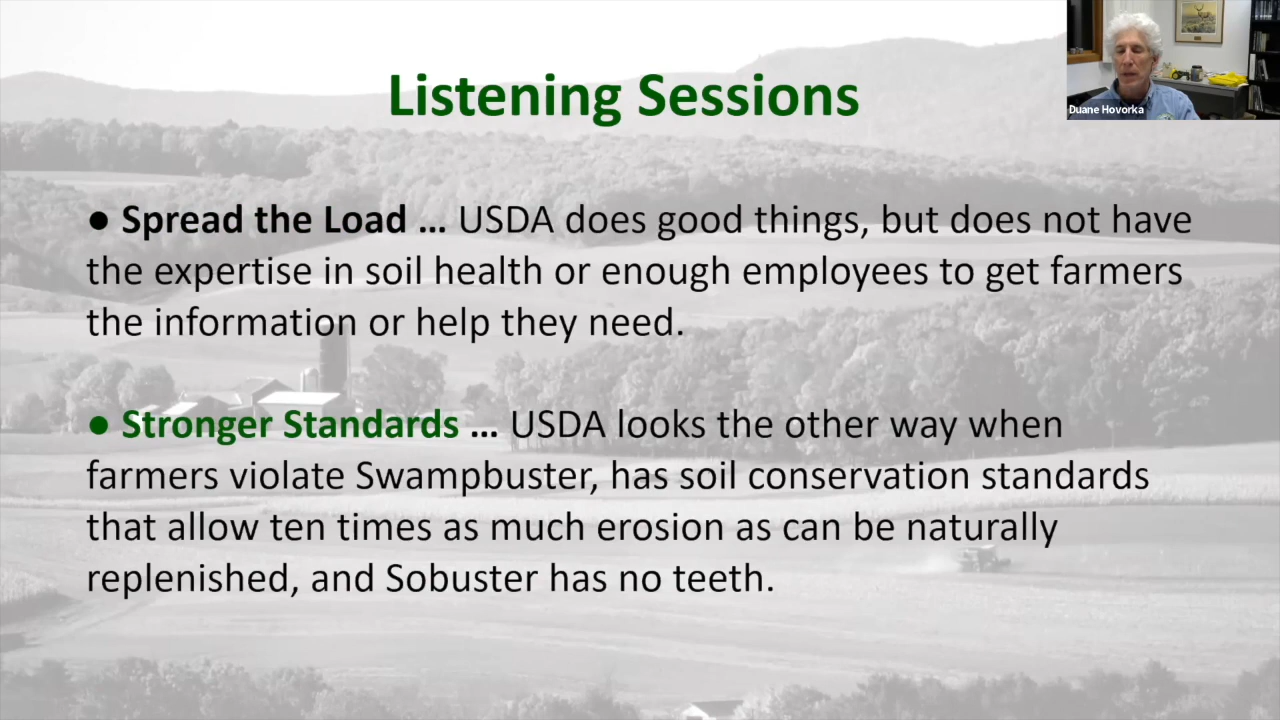 Listening Sessions
Duane Hovorka
● Spread the Load ... USDA does good things, but does not have
the expertise in soil health or enough employees to get farmers
the information or help they need.
● Stronger Standards ... USDA looks the other way when
farmers violate Swampbuster, has soil conservation standards
that allow ten times as much erosion as can be naturally
replenished, and Sobuster has no teeth.